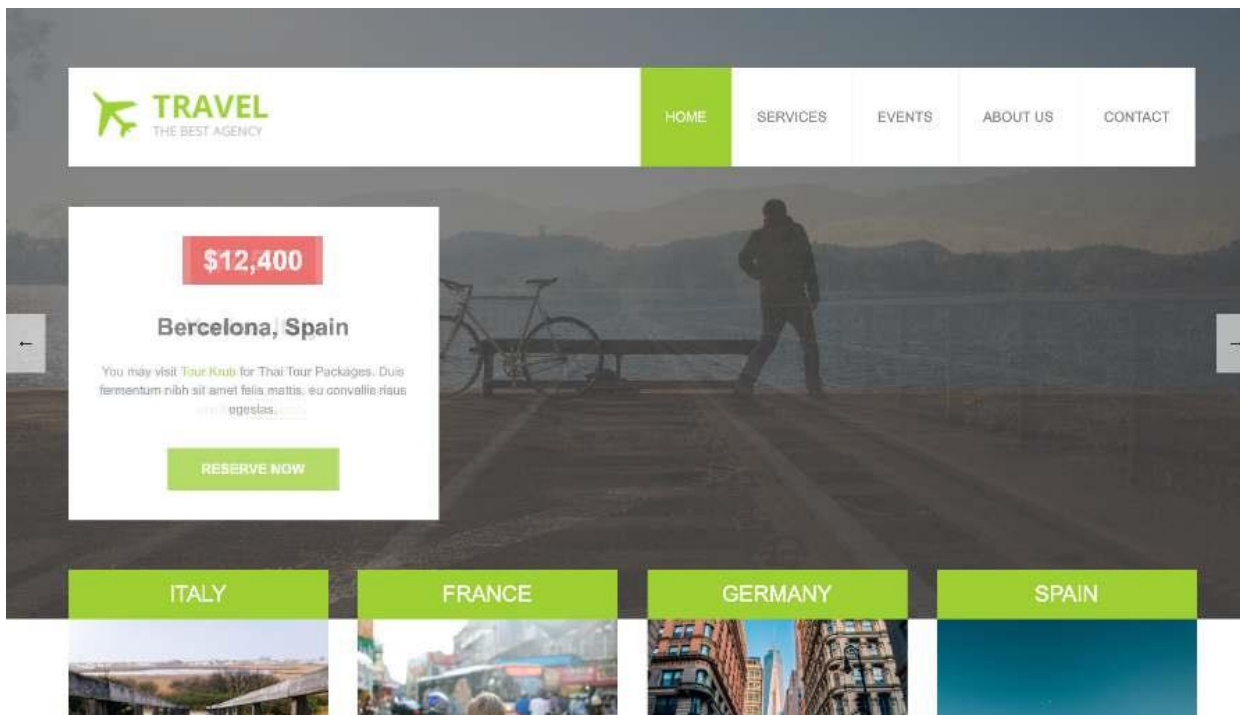 TRAVEL
THE BEST AGENCY
HOME
SERVICES
EVENTS
ABOUT US
CONTACT
$12,400
Bercelona, Spain
You may visit Tour Krub for Thai Tour Packages. Duis
fermentum nibh sit amet felis mattis, eu convallis risus
egestas.
RESERVE NOW
←
→
ITALY
FRANCE
GERMANY
SPAIN